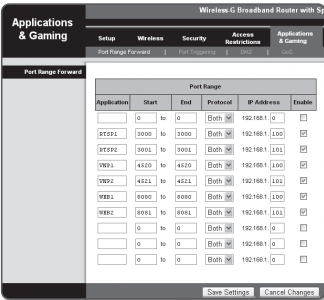 Wireless-G Broadband Router with Sp
Applications & Gaming
Setup Wireless Security Access Restrictions Applications & Gaming
Port Range Forward | Port Triggering | DMZ | QoS
Port Range Forward
Port Range
Application Start End Protocol IP Address Enable
0 to 0 Both 192.168.1. 0
RTSP1 3000 to 3000 Both 192.168.1. 100
RTSP2 3001 to 3001 Both 192.168.1. 101
VNP1 4520 to 4520 Both 192.168.1. 100
VNP2 4521 to 4521 Both 192.168.1. 101
WEB1 8080 to 8080 Both 192.168.1. 100
WEB2 8081 to 8081 Both 192.168.1. 101
0 to 0 Both 192.168.1. 0
0 to 0 Both 192.168.1. 0
0 to 0 Both 192.168.1. 0
Save Settings Cancel Changes